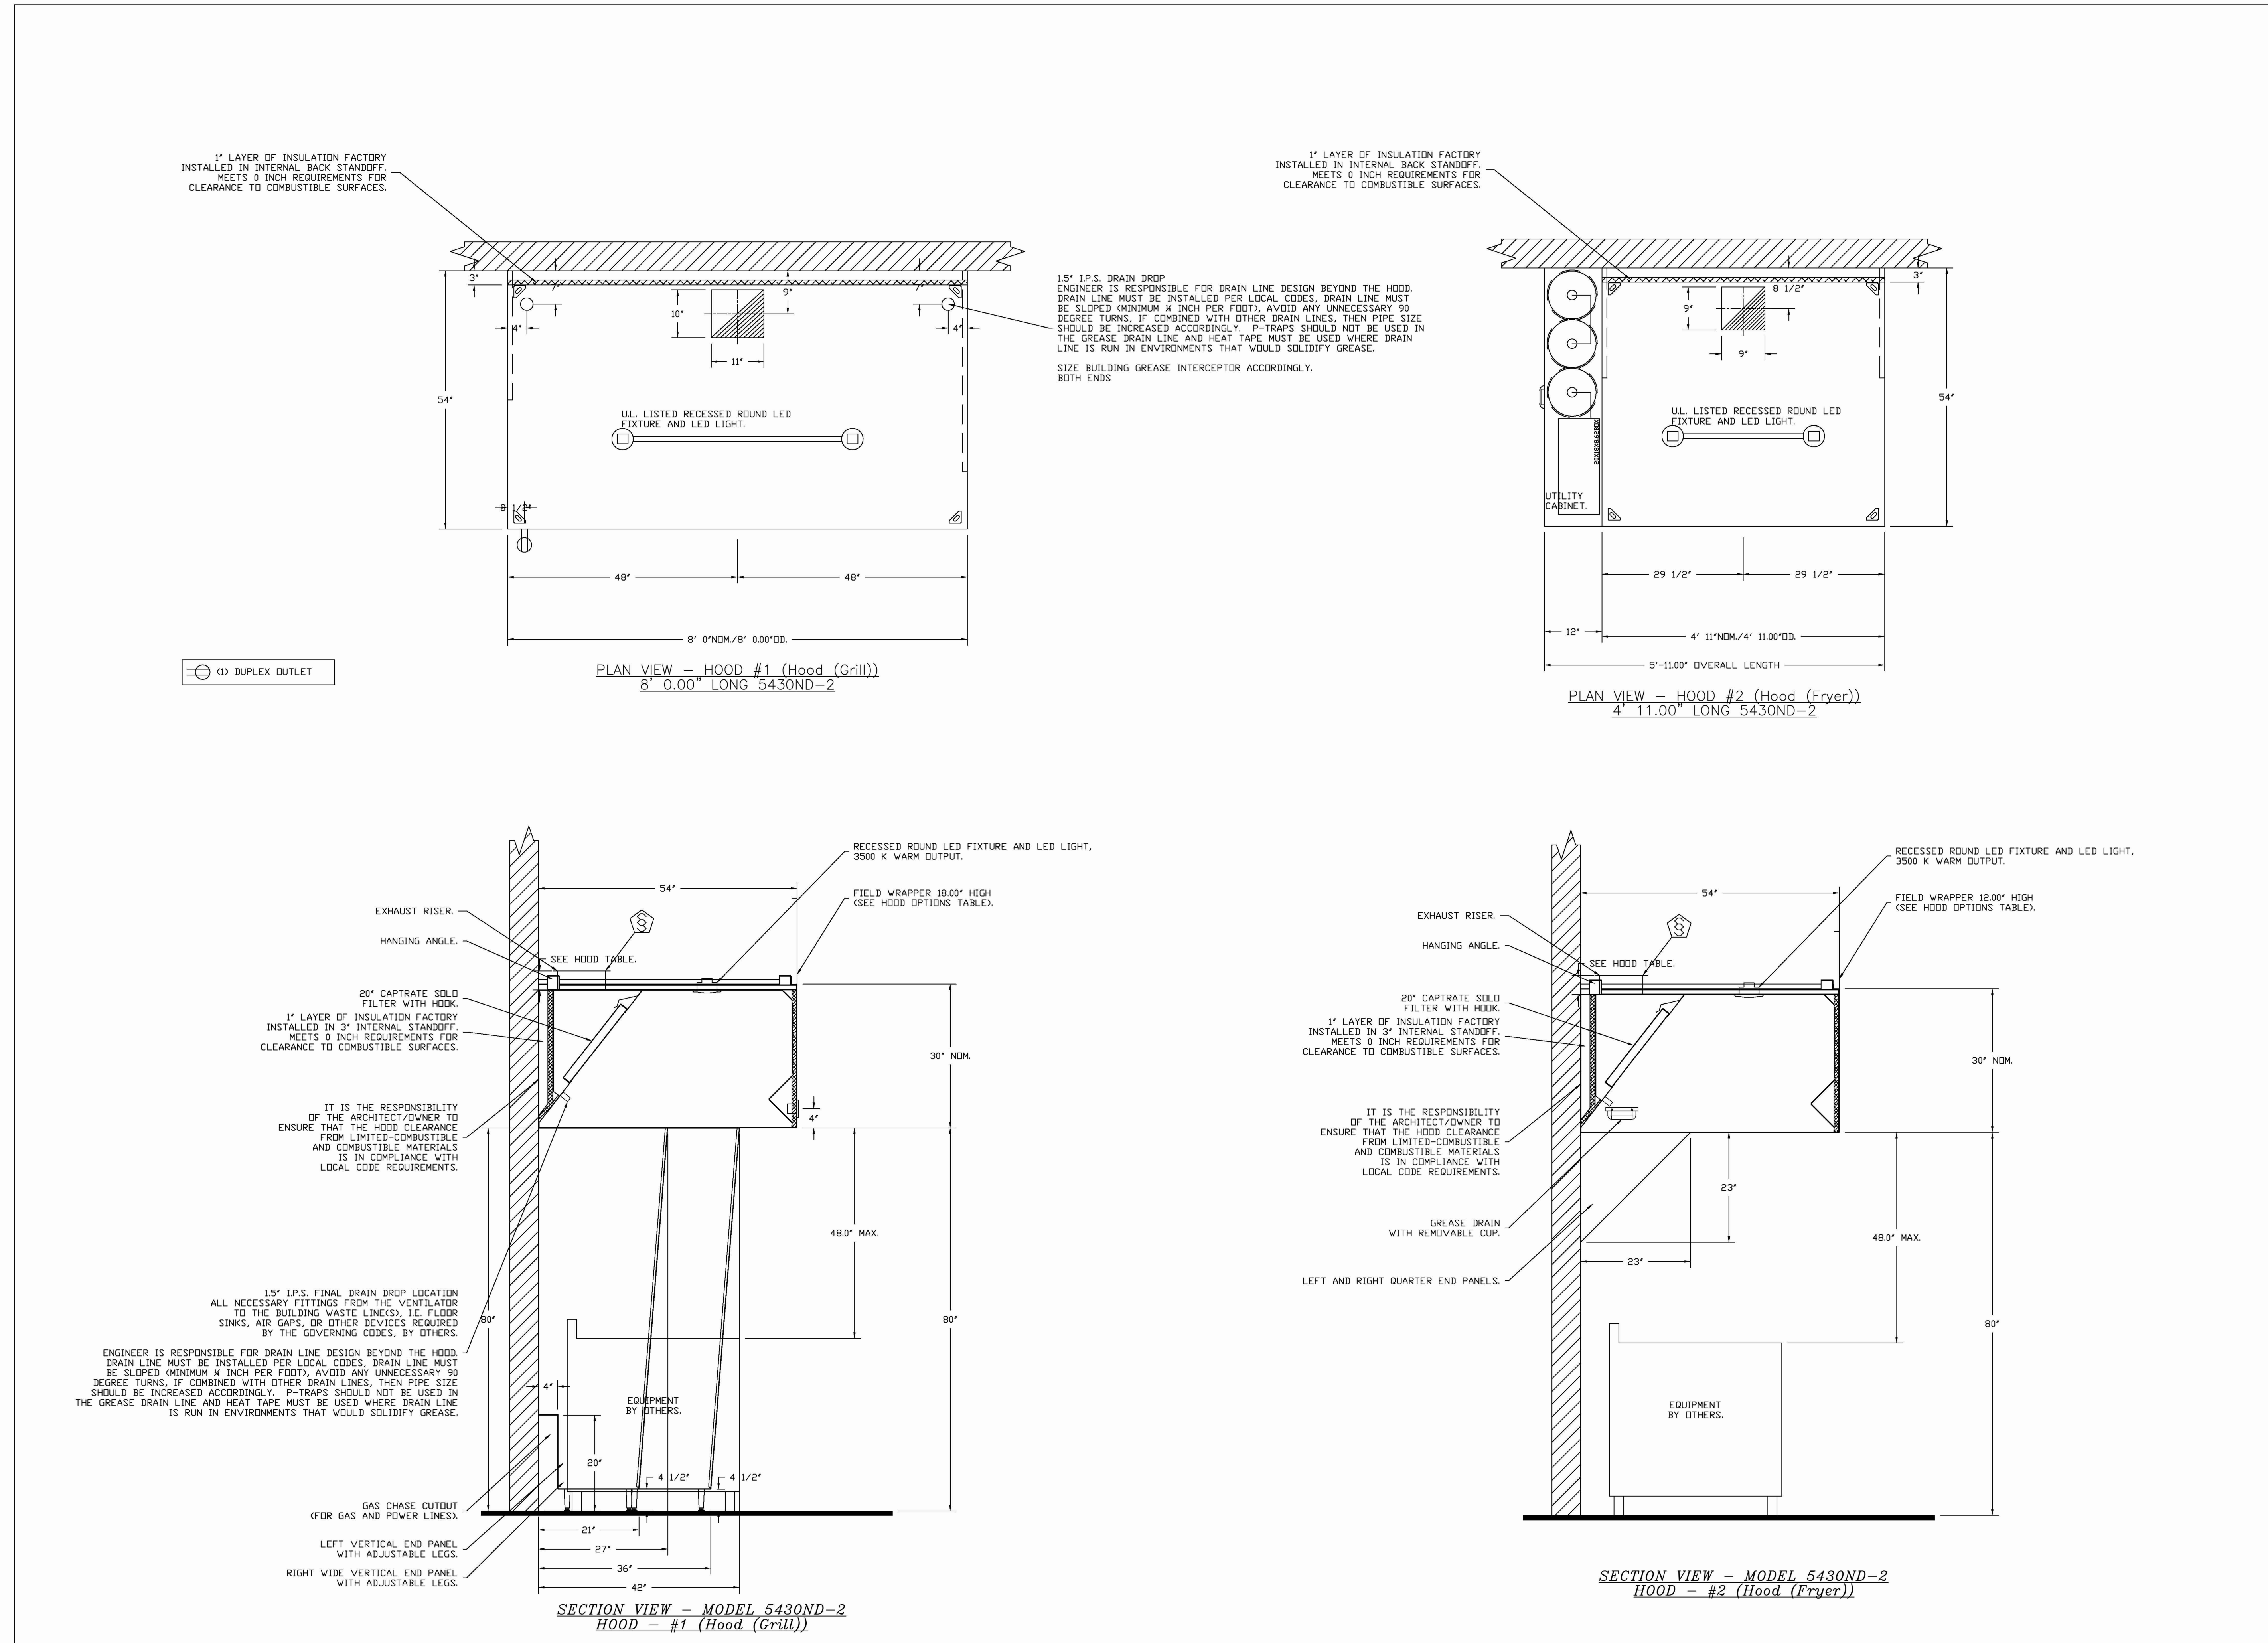 1" LAYER OF INSULATION FACTORY
INSTALLED IN INTERNAL BACK STANDOFF.
MEETS 0 INCH REQUIREMENTS FOR
CLEARANCE TO COMBUSTIBLE SURFACES.
3"
7"
9"
7"
10"
4"
4"
11"
54"
U.L. LISTED RECESSED ROUND LED
FIXTURE AND LED LIGHT.
1/2"
48"
48"
8' 0"NOM./8' 0.00"OD.
1.5" I.P.S. DRAIN DROP
ENGINEER IS RESPONSIBLE FOR DRAIN LINE DESIGN BEYOND THE HOOD.
DRAIN LINE MUST BE INSTALLED PER LOCAL CODES, DRAIN LINE MUST
BE SLOPED (MINIMUM INCH PER FOOT), AVOID ANY UNNECESSARY 90
DEGREE TURNS, IF COMBINED WITH OTHER DRAIN LINES, THEN PIPE SIZE
SHOULD BE INCREASED ACCORDINGLY. P-TRAPS SHOULD NOT BE USED IN
THE GREASE DRAIN LINE AND HEAT TAPE MUST BE USED WHERE DRAIN
LINE IS RUN IN ENVIRONMENTS THAT WOULD SOLIDIFY GREASE.
SIZE BUILDING GREASE INTERCEPTOR ACCORDINGLY.
BOTH ENDS
(1) DUPLEX OUTLET
PLAN VIEW - HOOD #1 (Hood (Grill))
8' 0.00" LONG 5430ND-2
1" LAYER OF INSULATION FACTORY
INSTALLED IN INTERNAL BACK STANDOFF.
MEETS 0 INCH REQUIREMENTS FOR
CLEARANCE TO COMBUSTIBLE SURFACES.
3"
8 1/2"
9"
9"
54"
U.L. LISTED RECESSED ROUND LED
FIXTURE AND LED LIGHT.
UTILITY
CABINET.
29 1/2"
29 1/2"
12"
4' 11"NOM./4' 11.00"OD.
5'-11.00" OVERALL LENGTH
PLAN VIEW - HOOD #2 (Hood (Fryer))
4' 11.00" LONG 5430ND-2
RECESSED ROUND LED FIXTURE AND LED LIGHT,
3500 K WARM OUTPUT.
54"
FIELD WRAPPER 18.00" HIGH
(SEE HOOD OPTIONS TABLE).
EXHAUST RISER.
HANGING ANGLE.
SEE HOOD TABLE.
20" CAPTRATE SOLO
FILTER WITH HOOK.
1" LAYER OF INSULATION FACTORY
INSTALLED IN 3" INTERNAL STANDOFF.
MEETS 0 INCH REQUIREMENTS FOR
CLEARANCE TO COMBUSTIBLE SURFACES.
30" NOM.
4"
IT IS THE RESPONSIBILITY
OF THE ARCHITECT/OWNER TO
ENSURE THAT THE HOOD CLEARANCE
FROM LIMITED-COMBUSTIBLE
AND COMBUSTIBLE MATERIALS
IS IN COMPLIANCE WITH
LOCAL CODE REQUIREMENTS.
48.0" MAX.
1.5" I.P.S. FINAL DRAIN DROP LOCATION
ALL NECESSARY FITTINGS FROM THE VENTILATOR
TO THE BUILDING WASTE LINE(S), I.E. FLOOR
SINKS, AIR GAPS, OR OTHER DEVICES REQUIRED
BY THE GOVERNING CODES, BY OTHERS.
80"
80"
ENGINEER IS RESPONSIBLE FOR DRAIN LINE DESIGN BEYOND THE HOOD.
DRAIN LINE MUST BE INSTALLED PER LOCAL CODES, DRAIN LINE MUST
BE SLOPED (MINIMUM INCH PER FOOT), AVOID ANY UNNECESSARY 90
DEGREE TURNS, IF COMBINED WITH OTHER DRAIN LINES, THEN PIPE SIZE
SHOULD BE INCREASED ACCORDINGLY. P-TRAPS SHOULD NOT BE USED IN
THE GREASE DRAIN LINE AND HEAT TAPE MUST BE USED WHERE DRAIN LINE
IS RUN IN ENVIRONMENTS THAT WOULD SOLIDIFY GREASE.
4"
EQUIPMENT
BY OTHERS.
20"
4 1/2"
4 1/2"
GAS CHASE CUTOUT
(FOR GAS AND POWER LINES).
21"
LEFT VERTICAL END PANEL
WITH ADJUSTABLE LEGS.
27"
36"
RIGHT WIDE VERTICAL END PANEL
WITH ADJUSTABLE LEGS.
42"
SECTION VIEW - MODEL 5430ND-2
HOOD - #1 (Hood (Grill))
RECESSED ROUND LED FIXTURE AND LED LIGHT,
3500 K WARM OUTPUT.
54"
FIELD WRAPPER 12.00" HIGH
(SEE HOOD OPTIONS TABLE).
EXHAUST RISER.
HANGING ANGLE.
SEE HOOD TABLE.
20" CAPTRATE SOLO
FILTER WITH HOOK.
1" LAYER OF INSULATION FACTORY
INSTALLED IN 3" INTERNAL STANDOFF.
MEETS 0 INCH REQUIREMENTS FOR
CLEARANCE TO COMBUSTIBLE SURFACES.
30" NOM.
IT IS THE RESPONSIBILITY
OF THE ARCHITECT/OWNER TO
ENSURE THAT THE HOOD CLEARANCE
FROM LIMITED-COMBUSTIBLE
AND COMBUSTIBLE MATERIALS
IS IN COMPLIANCE WITH
LOCAL CODE REQUIREMENTS.
23"
GREASE DRAIN
WITH REMOVABLE CUP.
48.0" MAX.
23"
LEFT AND RIGHT QUARTER END PANELS.
80"
EQUIPMENT
BY OTHERS.
SECTION VIEW - MODEL 5430ND-2
HOOD - #2 (Hood (Fryer))